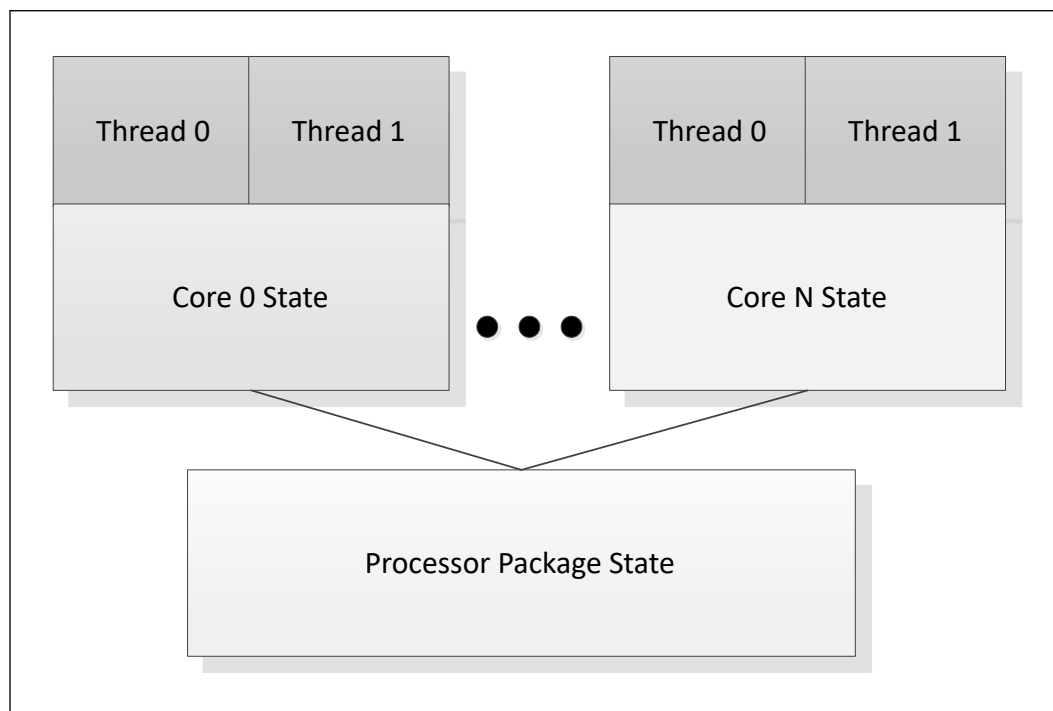 Thread 0
Thread 1
Thread 0
Thread 1
Core 0 State
Core N State
Processor Package State